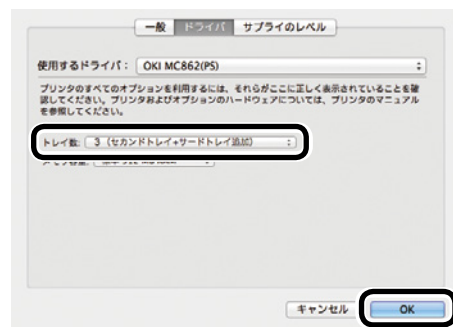 一般 ドライバ サプライのレベル
使用するドライバ： OKI MC862(PS)
プリンタのすべてのオプションを利用するには、それらがここに正しく表示されていることを確
認してください。プリンタおよびオプションのハードウェアについては、プリンタのマニュアル
を参照してください。
トレイ数: 3（セカンドトレイ+サードトレイ追加）
キャンセル OK